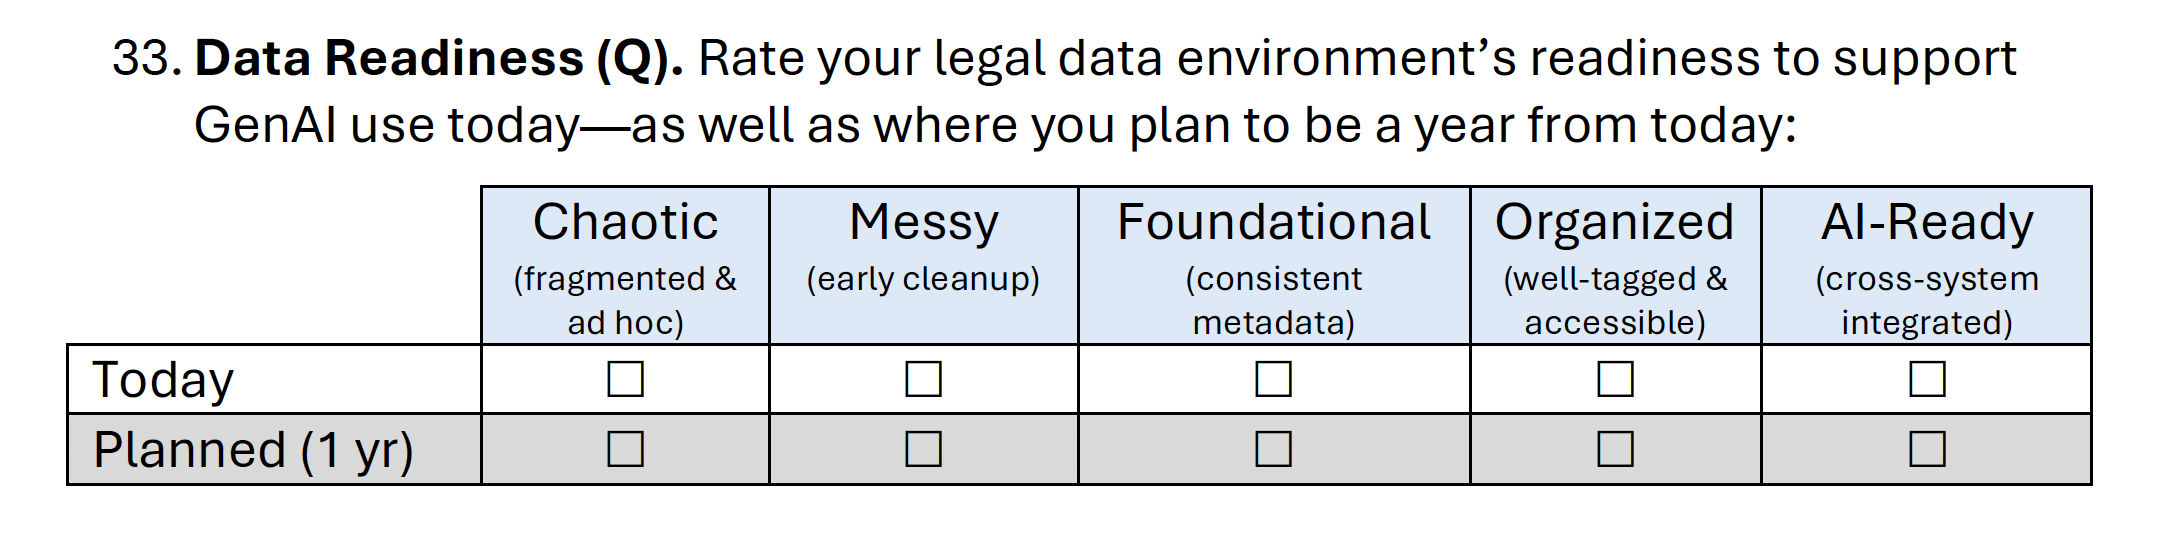 33. Data Readiness (Q). Rate your legal data environment’s readiness to support
GenAI use today—as well as where you plan to be a year from today:
Chaotic
(fragmented &
ad hoc)
Messy
(early cleanup)
Foundational
(consistent
metadata)
Organized
(well-tagged &
accessible)
AI-Ready
(cross-system
integrated)
Today ☐ ☐ ☐ ☐ ☐
Planned (1 yr) ☐ ☐ ☐ ☐ ☐